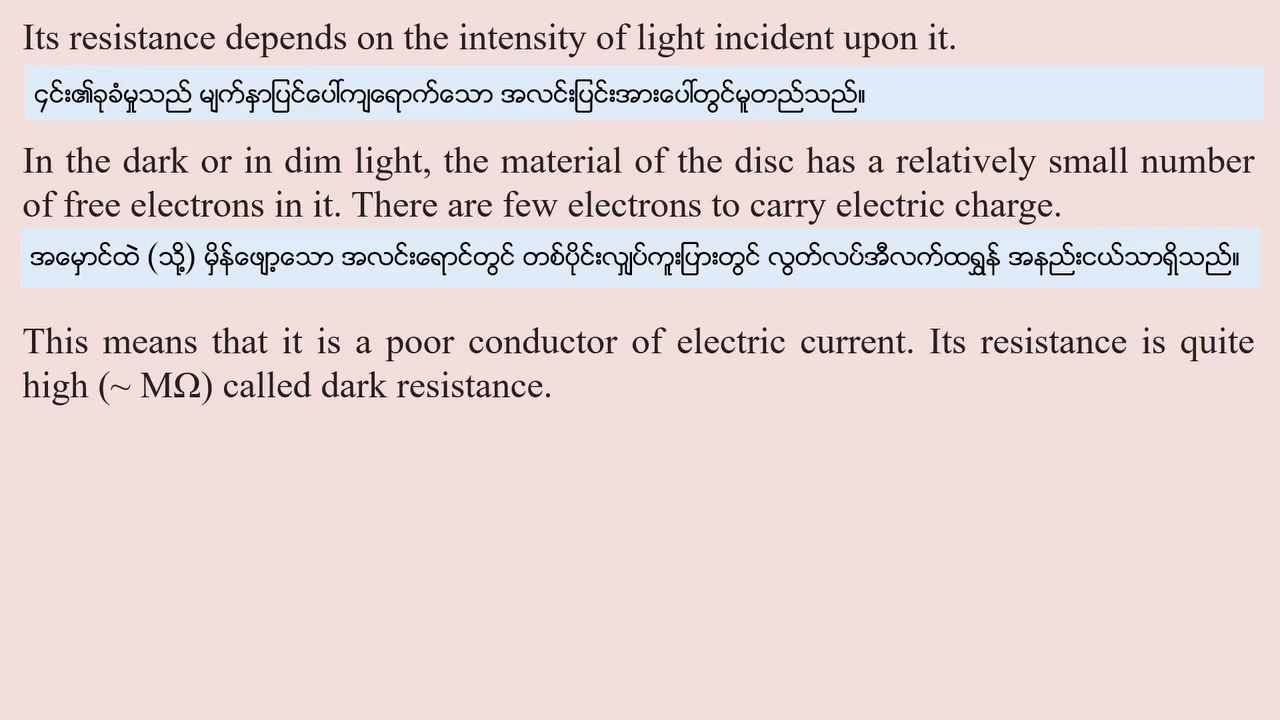 Its resistance depends on the intensity of light incident upon it.
၎င်း၏ခုခံမှုသည် မျက်နှာပြင်ပေါ်ကျရောက်သော အလင်းပြင်းအားပေါ်တွင်မူတည်သည်။
In the dark or in dim light, the material of the disc has a relatively small number
of free electrons in it. There are few electrons to carry electric charge.
အမှောင်ထဲ (သို့) မှိန်ဖျော့သော အလင်းရောင်တွင် တစ်ပိုင်းလျှပ်ကူးပြားတွင် လွတ်လပ်အီလက်ထရွန် အနည်းငယ်သာရှိသည်။
This means that it is a poor conductor of electric current. Its resistance is quite
high (~ MΩ) called dark resistance.